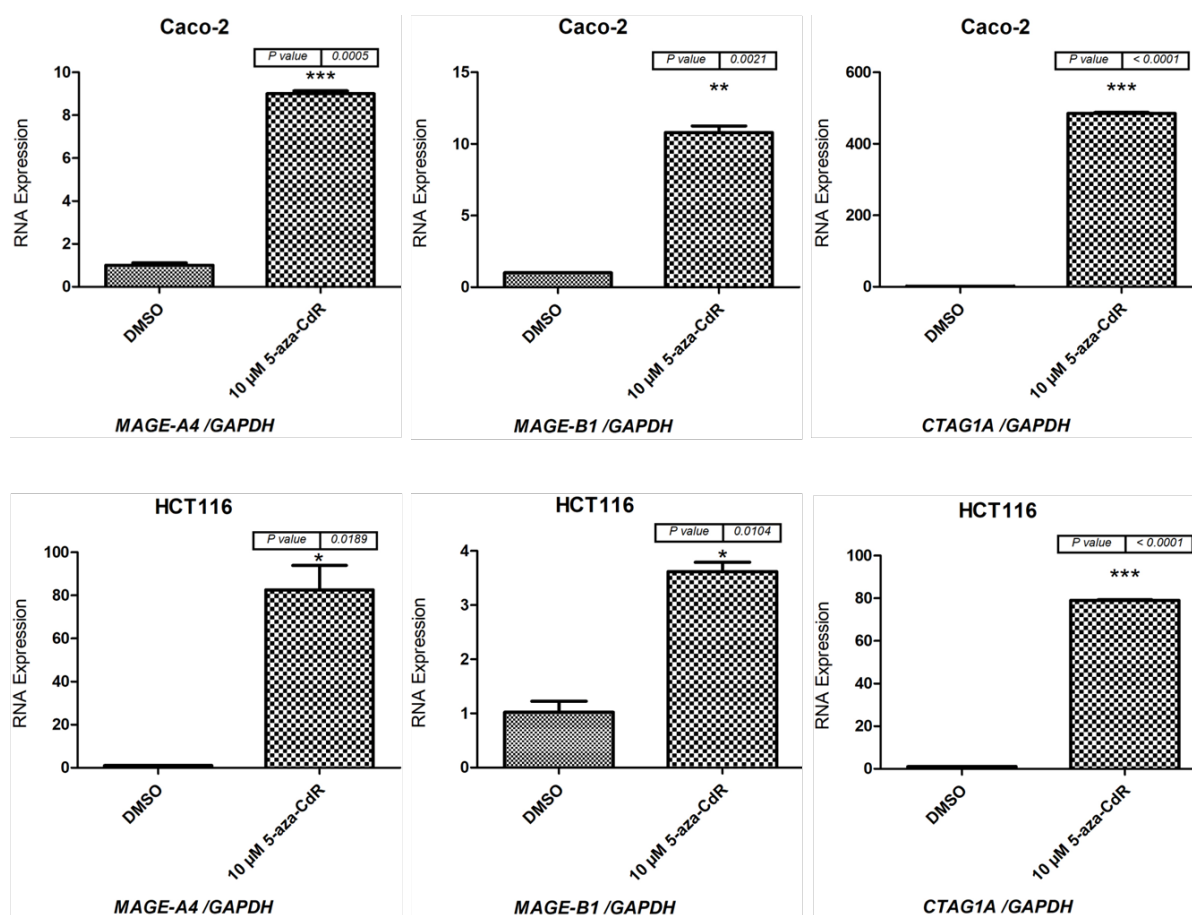 Caco-2
P value 0.0005
***
10
8
6
4
2
0
RNA Expression
DMSO
10 µM 5-aza-CdR
MAGE-A4 /GAPDH
Caco-2
P value 0.0021
**
15
10
5
0
RNA Expression
DMSO
10 µM 5-aza-CdR
MAGE-B1 /GAPDH
Caco-2
P value < 0.0001
***
600
400
200
0
RNA Expression
DMSO
10 µM 5-aza-CdR
CTAG1A /GAPDH
HCT116
P value 0.0189
*
100
80
60
40
20
0
RNA Expression
DMSO
10 µM 5-aza-CdR
MAGE-A4 /GAPDH
HCT116
P value 0.0104
*
4
3
2
1
0
RNA Expression
DMSO
10 µM 5-aza-CdR
MAGE-B1 /GAPDH
HCT116
P value < 0.0001
***
100
80
60
40
20
0
RNA Expression
DMSO
10 µM 5-aza-CdR
CTAG1A /GAPDH